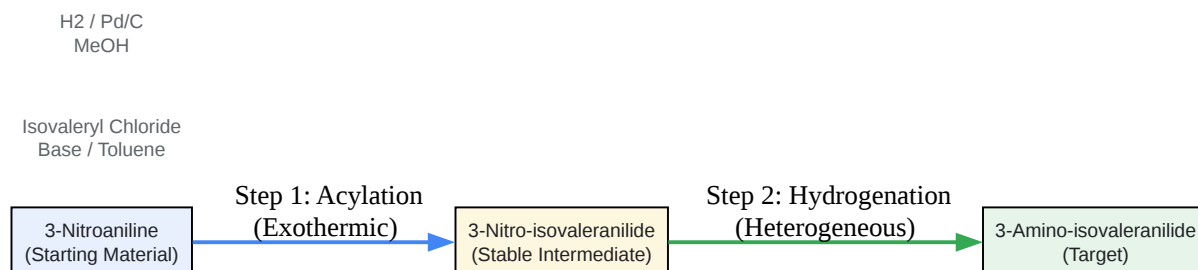 H2 / Pd/C
MeOH
Isovaleryl Chloride
Base / Toluene
Step 1: Acylation
(Exothermic)
Step 2: Hydrogenation
(Heterogeneous)
3-Nitroaniline
(Starting Material)
3-Nitro-isovaleranilide
(Stable Intermediate)
3-Amino-isovaleranilide
(Target)